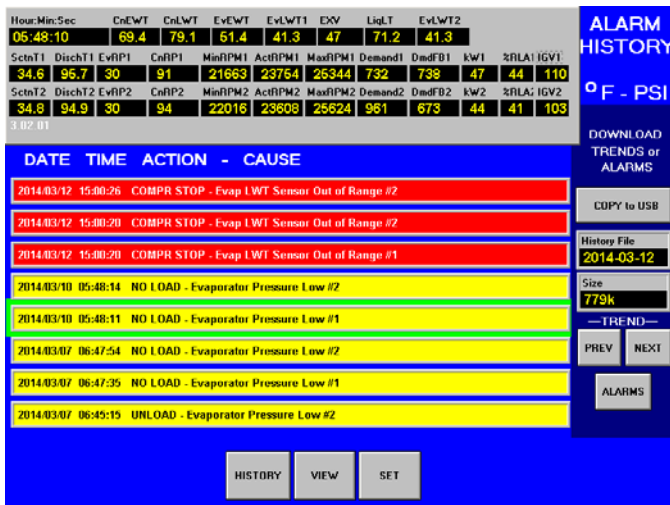 Hour:Min:Sec CnEWT CnLWT EvEWT EvLWT1 EXV LiqLT EvLWT2
05:48:10 69.4 79.1 51.4 41.3 47 71.2 41.3
SctnT1 DischT1 EvRP1 CnRP1 MinRPM1 ActRPM1 MaxRPM1 Demand1 DmdFB1 kW1 %RLA1 IGV1
34.6 95.7 30 91 21663 23764 25344 732 738 47 44 110
SctnT2 DischT2 EvRP2 CnRP2 MinRPM2 ActRPM2 MaxRPM2 Demand2 DmdFB2 kW2 %RLA2 IGV2
34.8 94.9 30 94 22016 23608 25624 961 673 44 41 103
3.02.01
ALARM
HISTORY
°F - PSI
DOWNLOAD
TRENDS or
ALARMS
COPY to USB
History File
2014-03-12
Size
779k
—TREND—
PREV NEXT
ALARMS
DATE TIME ACTION - CAUSE
2014/03/12 15:00:26 COMPR STOP - Evap LWT Sensor Out of Range #2
2014/03/12 15:00:20 COMPR STOP - Evap LWT Sensor Out of Range #2
2014/03/12 15:00:20 COMPR STOP - Evap LWT Sensor Out of Range #1
2014/03/10 05:48:14 NO LOAD - Evaporator Pressure Low #2
2014/03/10 05:48:11 NO LOAD - Evaporator Pressure Low #1
2014/03/07 06:47:54 NO LOAD - Evaporator Pressure Low #2
2014/03/07 06:47:35 NO LOAD - Evaporator Pressure Low #1
2014/03/07 06:45:15 UNLOAD - Evaporator Pressure Low #2
HISTORY VIEW SET